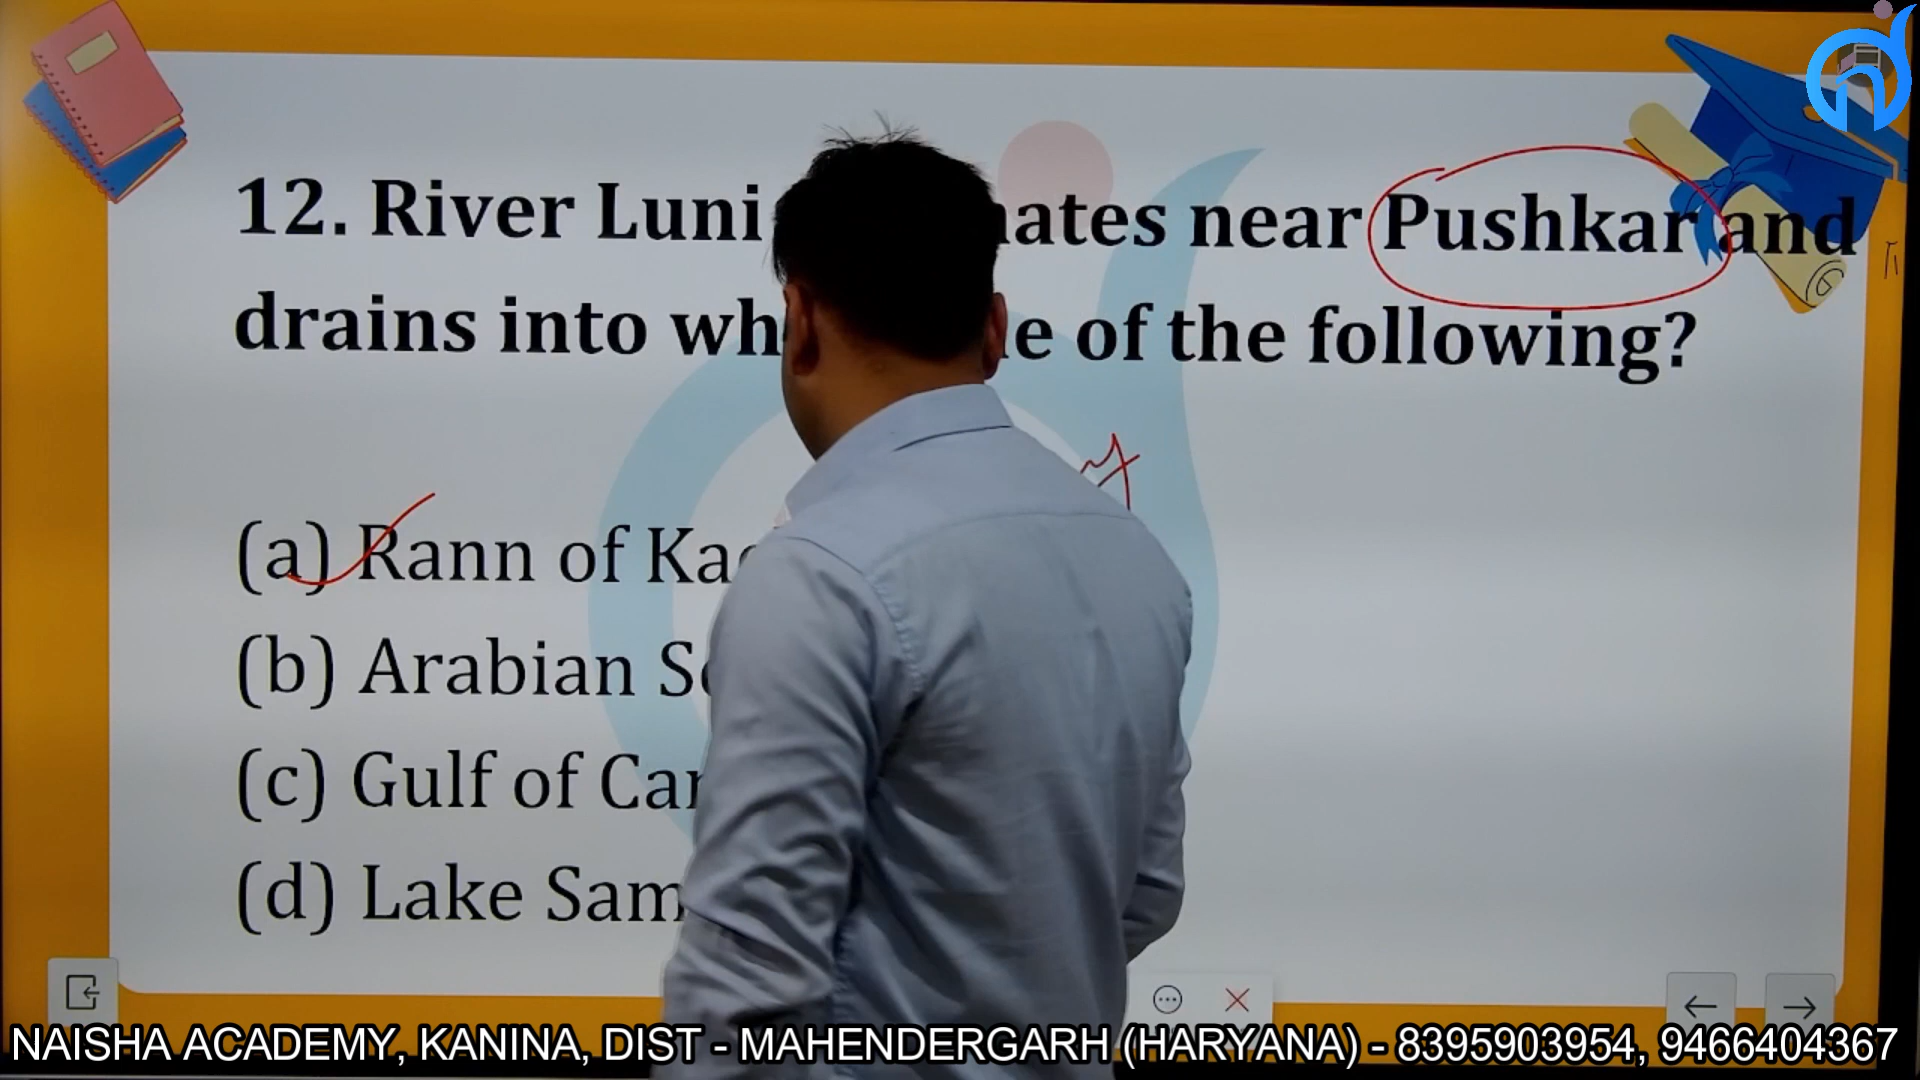 12. River Luni nates near Pushkar and
drains into wh e of the following?
(a) Rann of Ka
(b) Arabian S
(c) Gulf of Ca
(d) Lake Sam
NAISHA ACADEMY, KANINA, DIST - MAHENDERGARH (HARYANA) - 8395903954, 9466404367